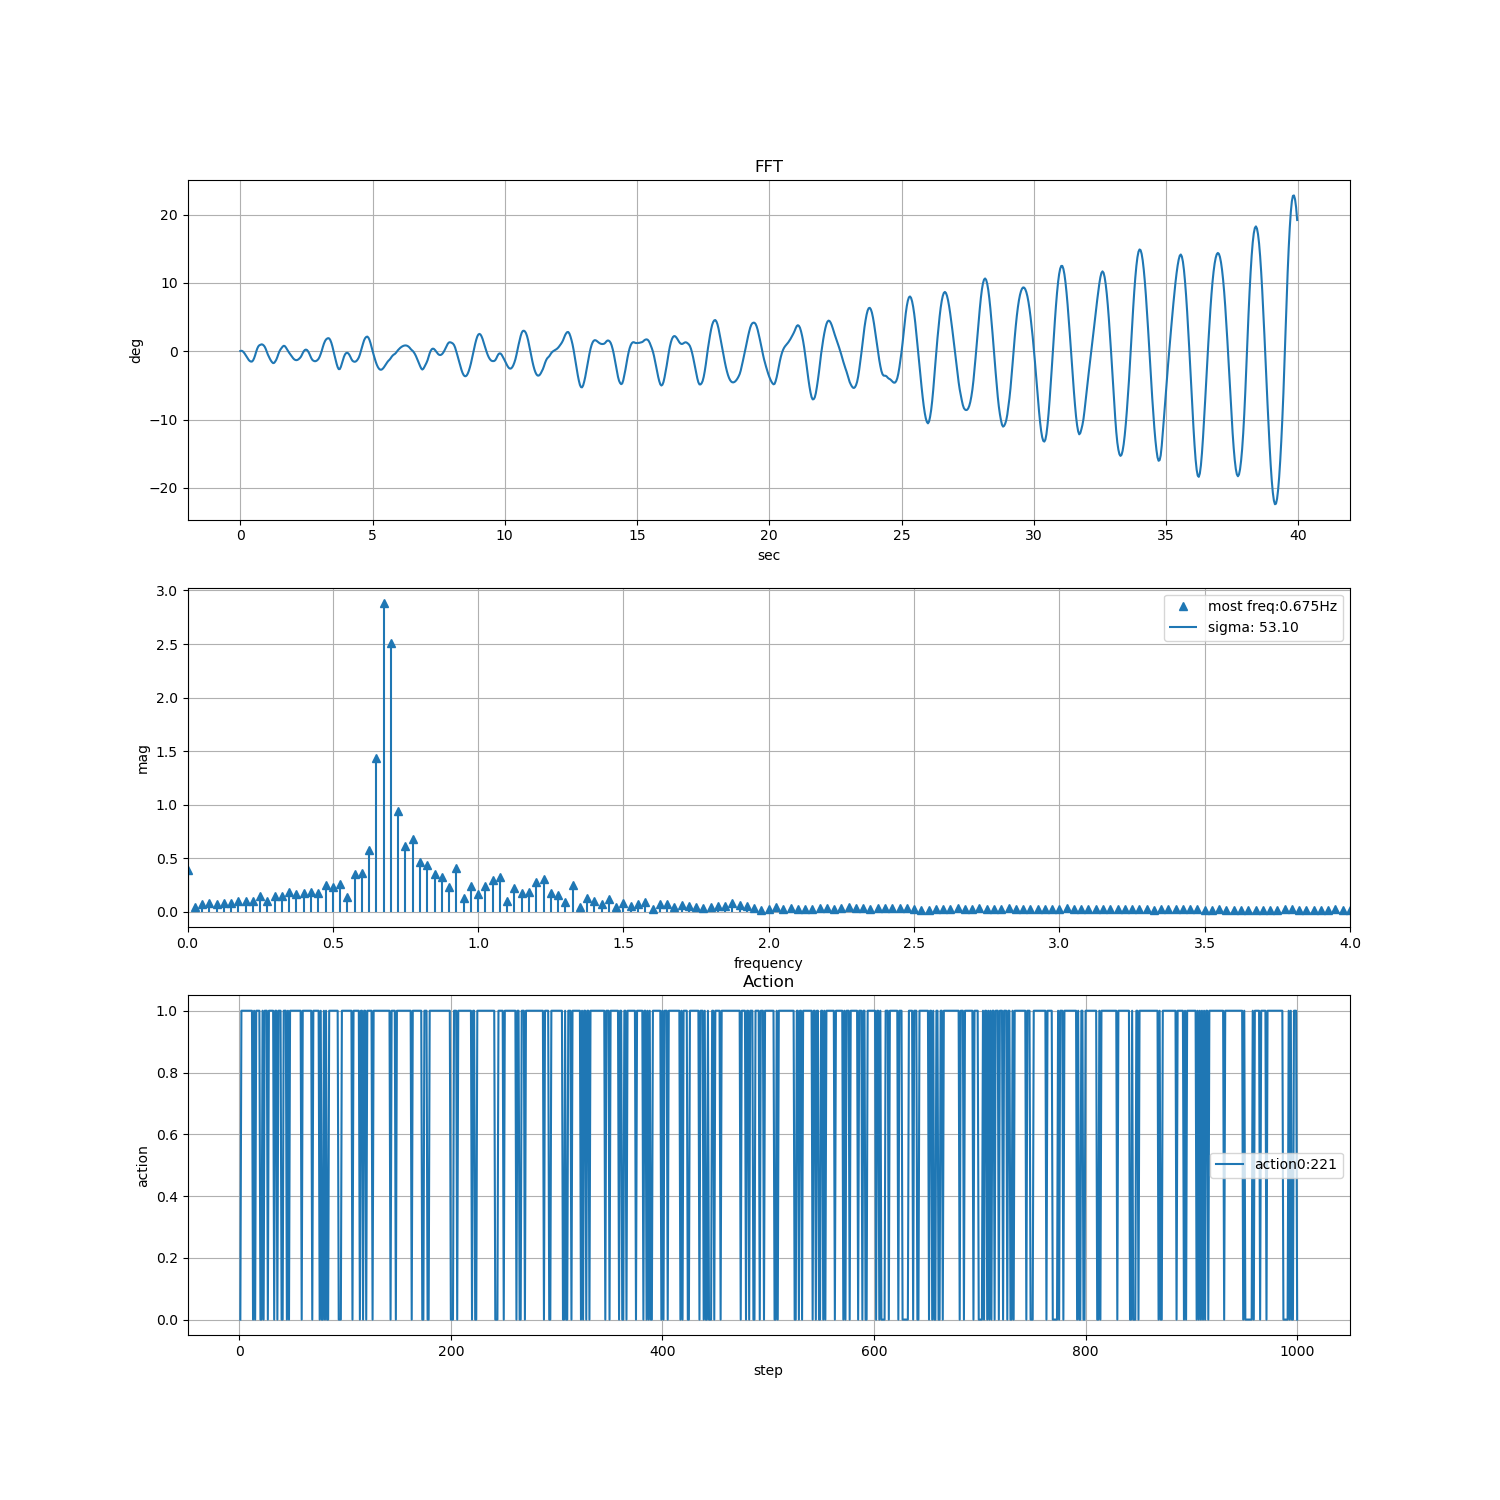 FFT
20
10
0
−10
−20
deg
0 5 10 15 20 25 30 35 40
sec
3.0
2.5
2.0
1.5
1.0
0.5
0.0
mag
most freq:0.675Hz
sigma: 53.10
0.0 0.5 1.0 1.5 2.0 2.5 3.0 3.5 4.0
frequency
Action
1.0
0.8
0.6
0.4
0.2
0.0
action
action0:221
0 200 400 600 800 1000
step